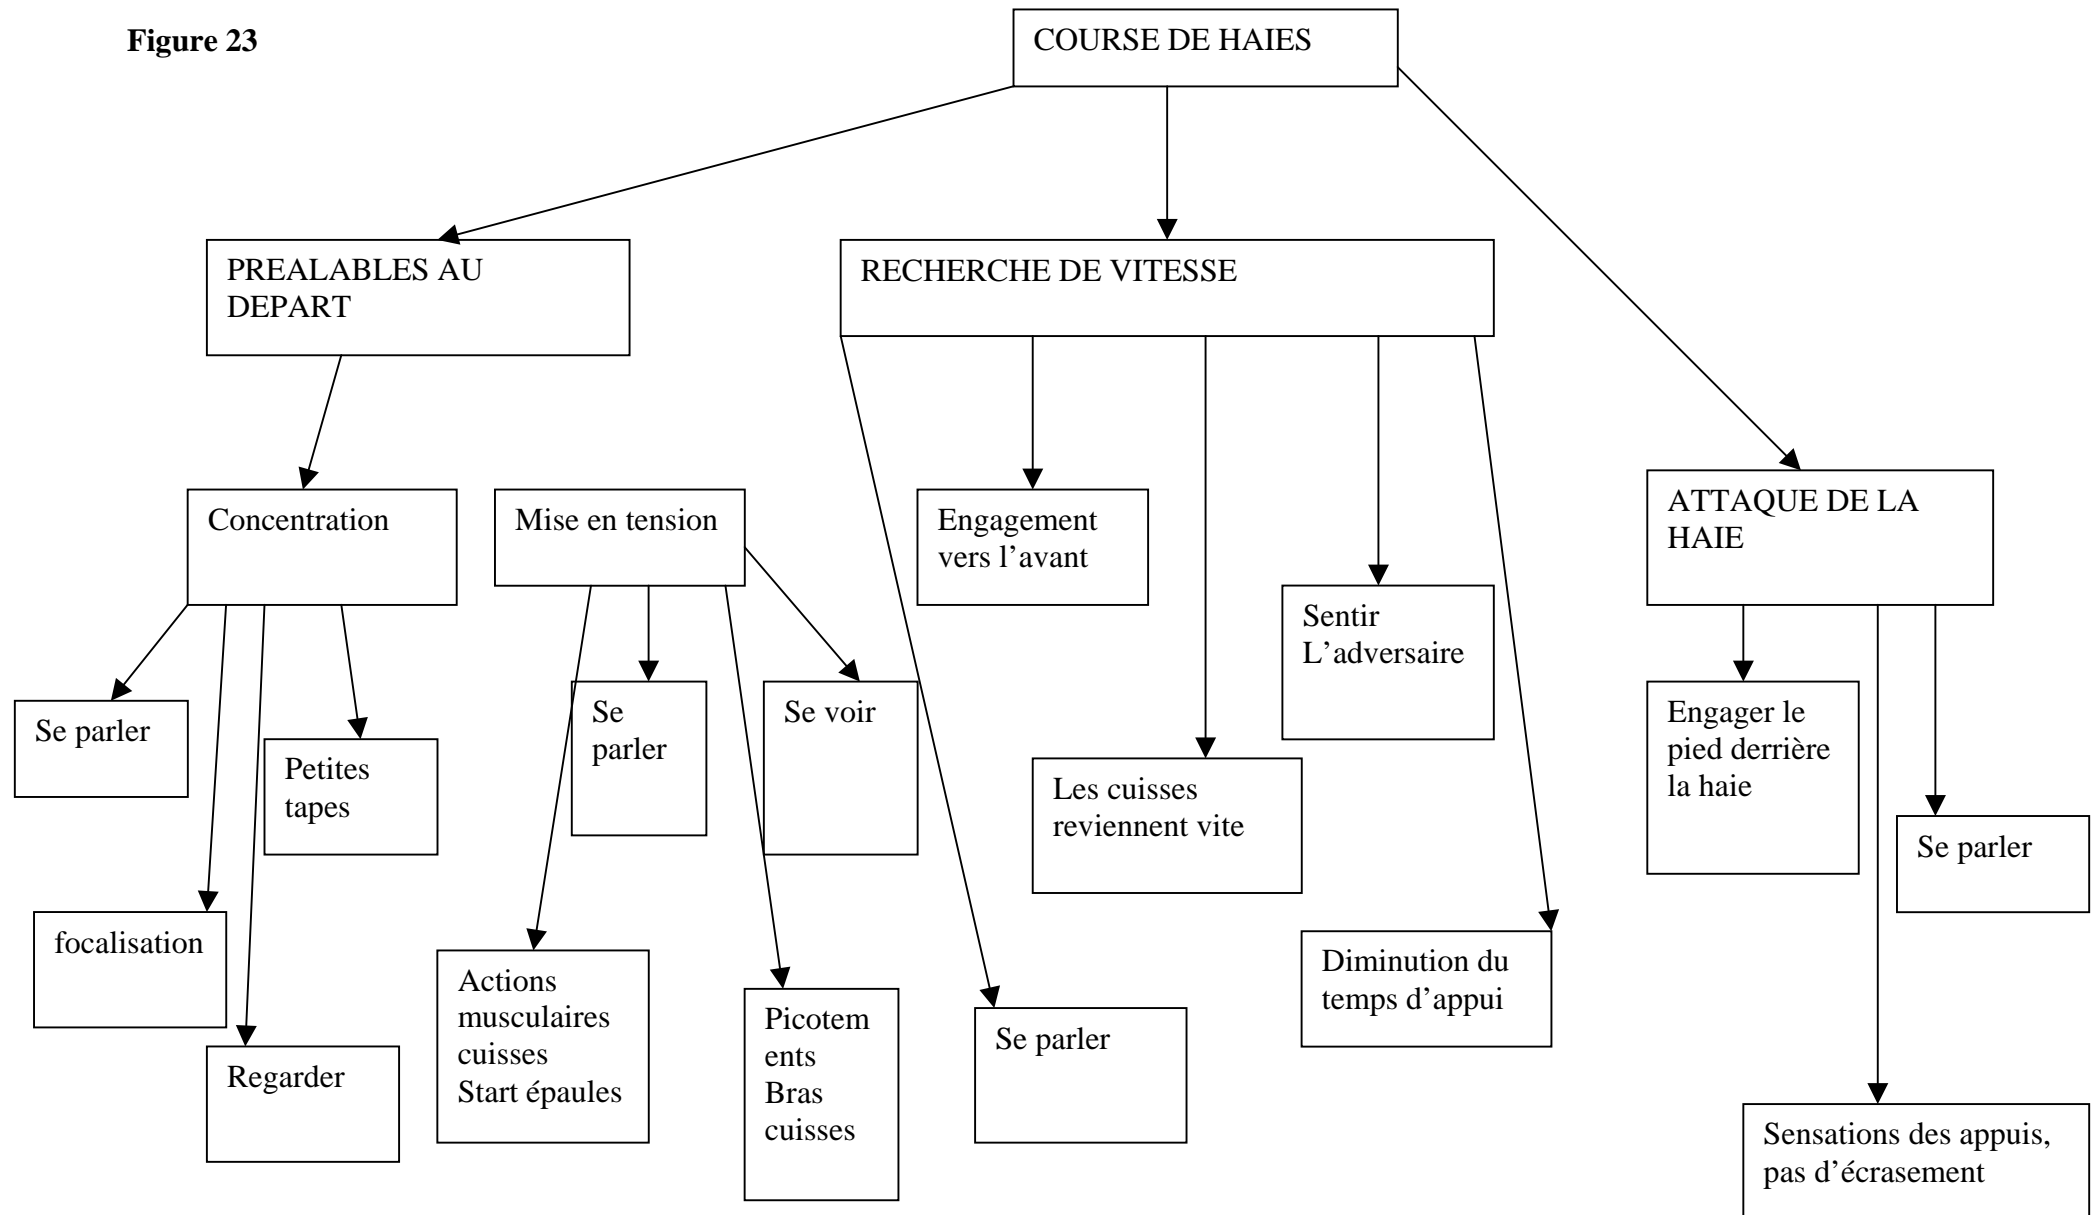 Figure 23
COURSE DE HAIES
PREALABLES AU
DEPART
RECHERCHE DE VITESSE
ATTAQUE DE LA
HAIE
Concentration
Mise en tension
Engagement
vers l’avant
Sentir
L’adversaire
Se parler
Petites
tapes
Se
parler
Se voir
Les cuisses
reviennent vite
Engager le
pied derrière
la haie
Se parler
focalisation
Regarder
Actions
musculaires
cuisses
Start épaules
Picotem
ents
Bras
cuisses
Se parler
Diminution du
temps d’appui
Sensations des appuis,
pas d’écrasement